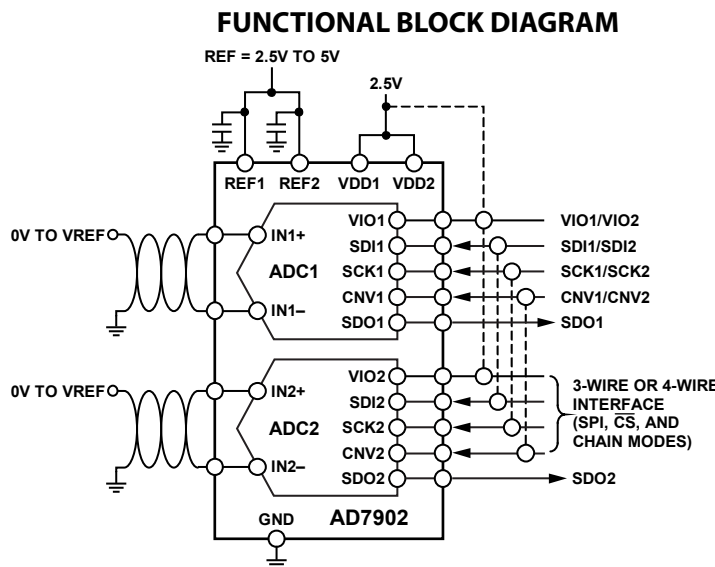 FUNCTIONAL BLOCK DIAGRAM
REF = 2.5V TO 5V
2.5V
REF1 REF2 VDD1 VDD2
0V TO VREF
IN1+
ADC1
IN1–
VIO1
SDI1
SCK1
CNV1
SDO1
VIO1/VIO2
SDI1/SDI2
SCK1/SCK2
CNV1/CNV2
SDO1
0V TO VREF
IN2+
ADC2
IN2–
VIO2
SDI2
SCK2
CNV2
SDO2
3-WIRE OR 4-WIRE
INTERFACE
(SPI, C̅S̅, AND
CHAIN MODES)
SDO2
GND
AD7902